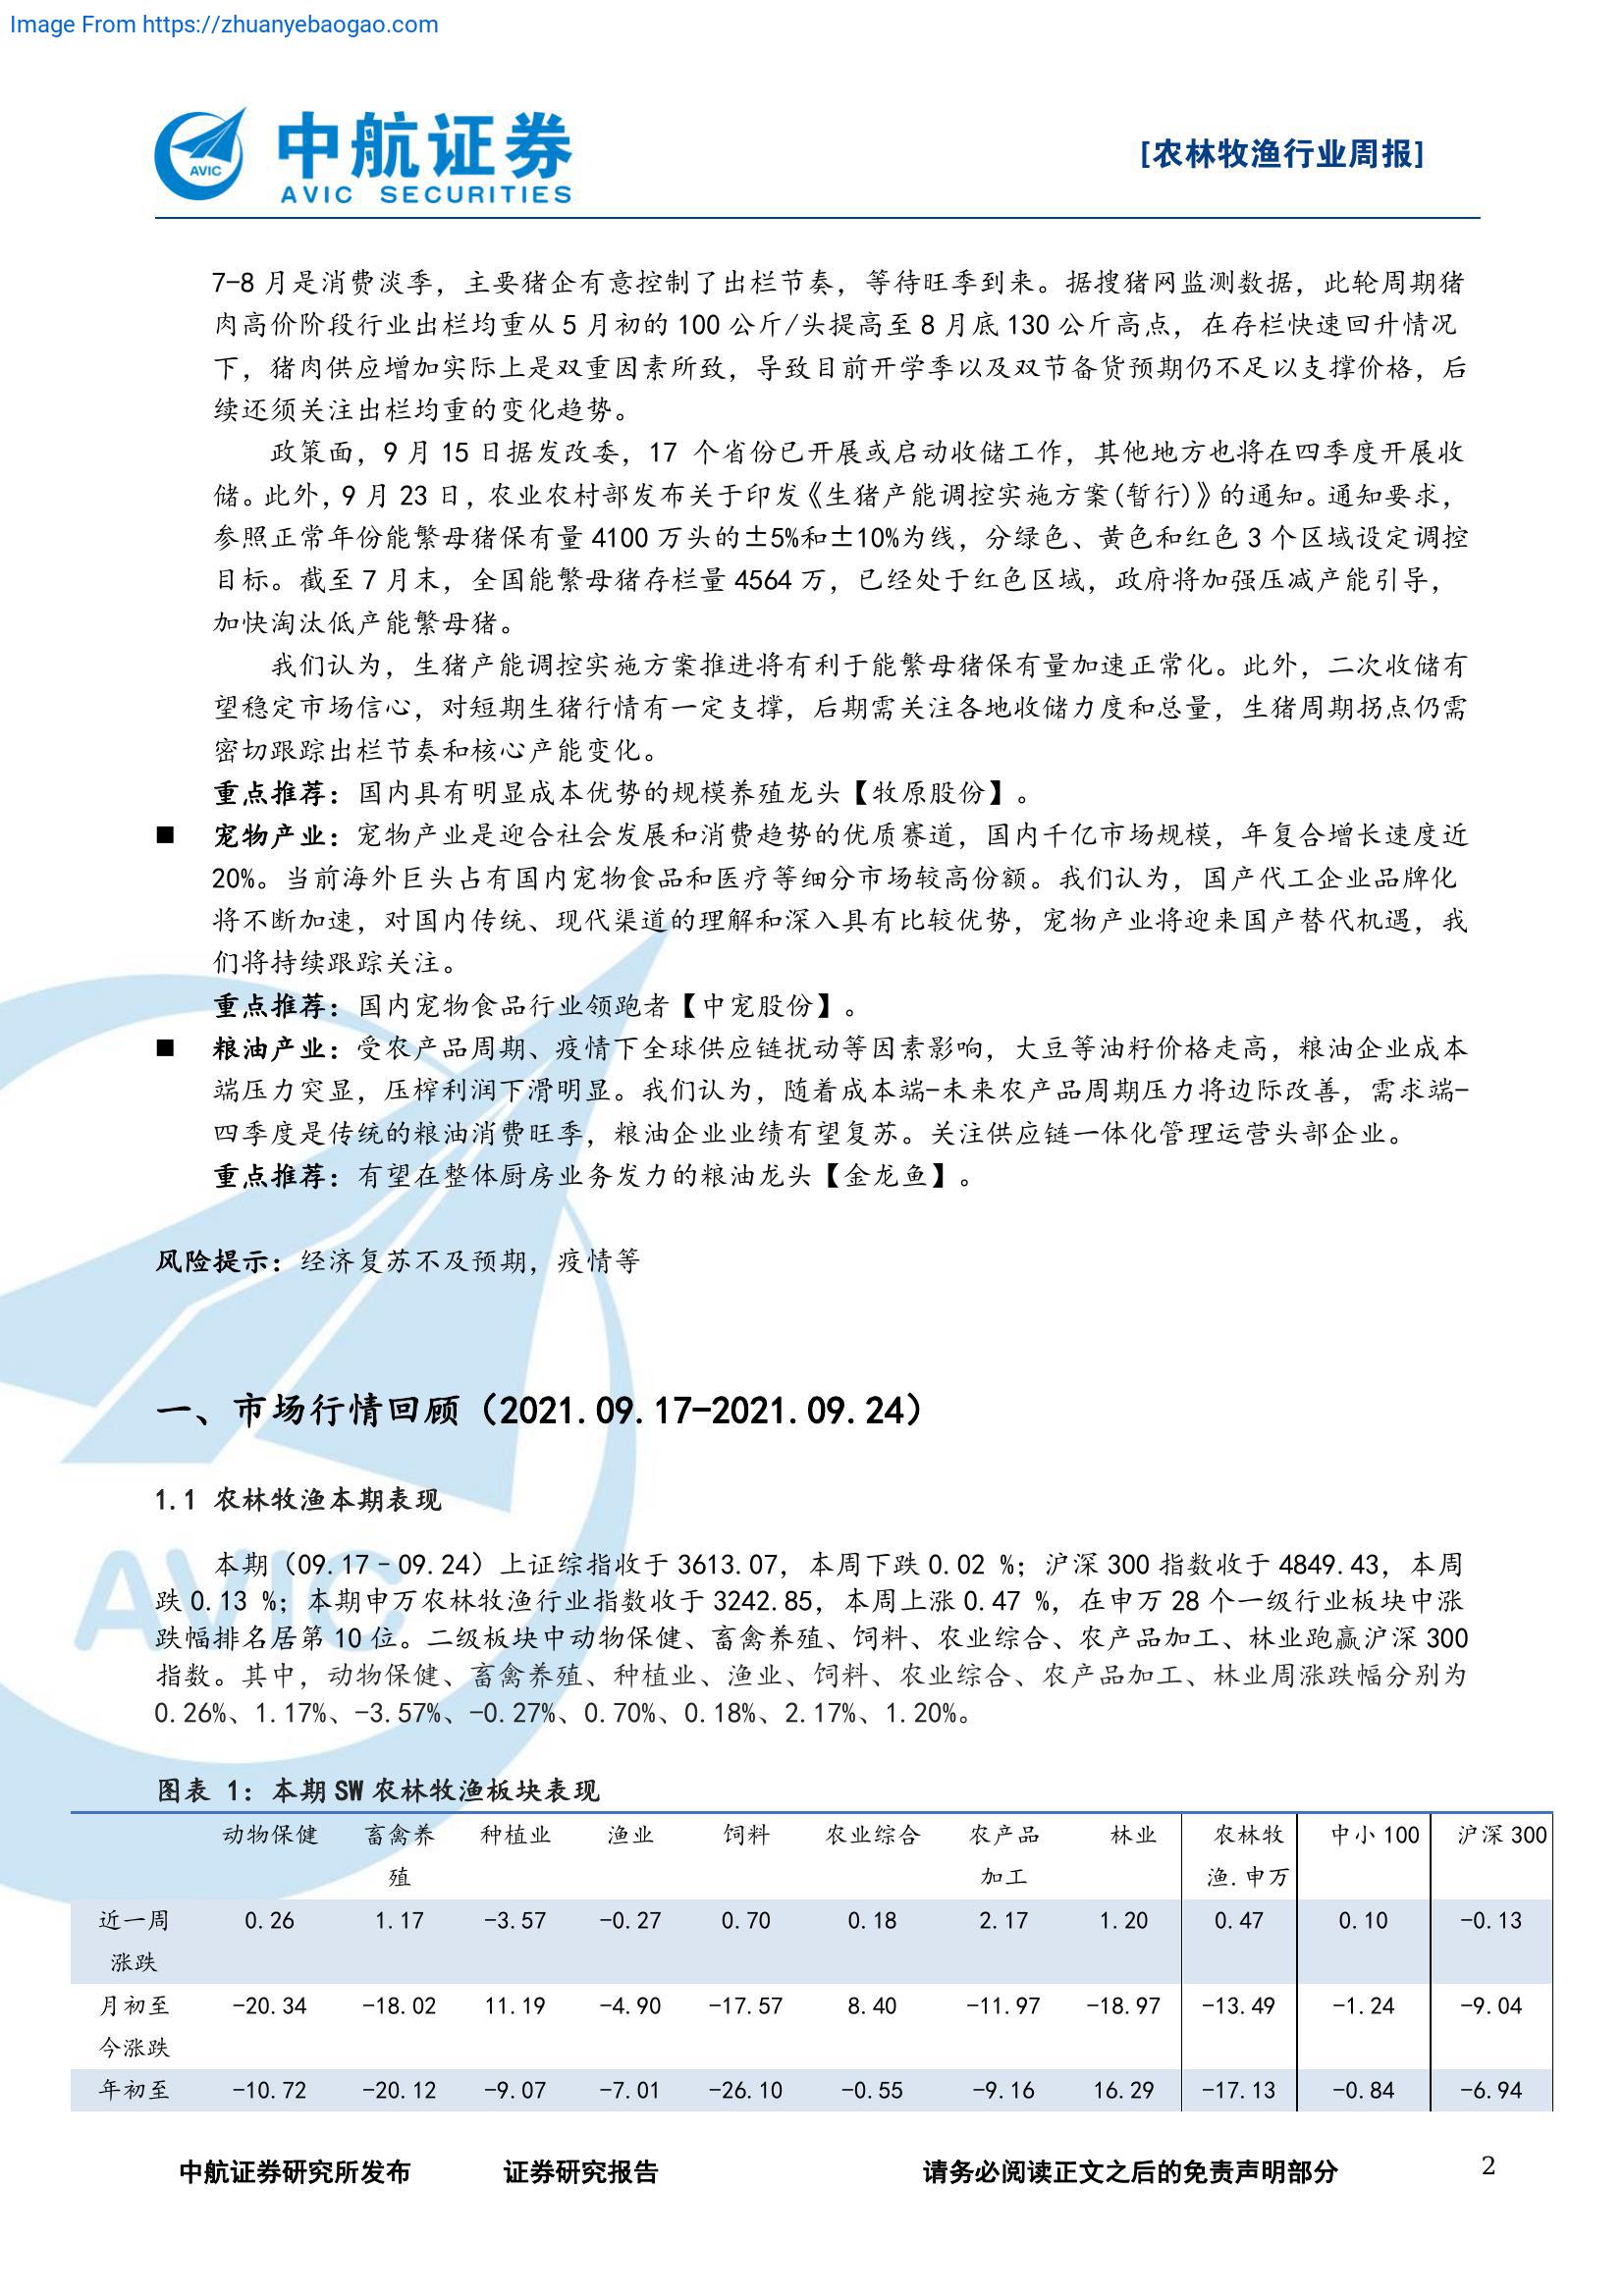 Image From https://zhuanyebaogao.com
AVIC
中航证券
AVIC SECURITIES
[农林牧渔行业周报]
7-8 月是消费淡季，主要猪企有意控制了出栏节奏，等待旺季到来。据搜猪网监测数据，此轮周期猪
肉高价阶段行业出栏均重从 5 月初的 100 公斤/头提高至 8 月底 130 公斤高点，在存栏快速回升情况
下，猪肉供应增加实际上是双重因素所致，导致目前开学季以及双节备货预期仍不足以支撑价格，后
续还须关注出栏均重的变化趋势。
政策面，9 月 15 日据发改委，17 个省份已开展或启动收储工作，其他地方也将在四季度开展收
储。此外，9 月 23 日，农业农村部发布关于印发《生猪产能调控实施方案(暂行)》的通知。通知要求，
参照正常年份能繁母猪保有量 4100 万头的±5%和±10%为线，分绿色、黄色和红色 3 个区域设定调控
目标。截至 7 月末，全国能繁母猪存栏量 4564 万，已经处于红色区域，政府将加强压减产能引导，
加快淘汰低产能繁母猪。
我们认为，生猪产能调控实施方案推进将有利于能繁母猪保有量加速正常化。此外，二次收储有
望稳定市场信心，对短期生猪行情有一定支撑，后期需关注各地收储力度和总量，生猪周期拐点仍需
密切跟踪出栏节奏和核心产能变化。
重点推荐：国内具有明显成本优势的规模养殖龙头【牧原股份】。
■ 宠物产业：宠物产业是迎合社会发展和消费趋势的优质赛道，国内千亿市场规模，年复合增长速度近
20%。当前海外巨头占有国内宠物食品和医疗等细分市场较高份额。我们认为，国产代工企业品牌化
将不断加速，对国内传统、现代渠道的理解和深入具有比较优势，宠物产业将迎来国产替代机遇，我
们将持续跟踪关注。
重点推荐：国内宠物食品行业领跑者【中宠股份】。
■ 粮油产业：受农产品周期、疫情下全球供应链扰动等因素影响，大豆等油籽价格走高，粮油企业成本
端压力突显，压榨利润下滑明显。我们认为，随着成本端-未来农产品周期压力将边际改善，需求端-
四季度是传统的粮油消费旺季，粮油企业业绩有望复苏。关注供应链一体化管理运营头部企业。
重点推荐：有望在整体厨房业务发力的粮油龙头【金龙鱼】。
风险提示：经济复苏不及预期，疫情等
一、市场行情回顾（2021.09.17-2021.09.24）
1.1 农林牧渔本期表现
本期（09.17–09.24）上证综指收于 3613.07，本周下跌 0.02 %；沪深 300 指数收于 4849.43，本周
跌 0.13 %；本期申万农林牧渔行业指数收于 3242.85，本周上涨 0.47 %，在申万 28 个一级行业板块中涨
跌幅排名居第 10 位。二级板块中动物保健、畜禽养殖、饲料、农业综合、农产品加工、林业跑赢沪深 300
指数。其中，动物保健、畜禽养殖、种植业、渔业、饲料、农业综合、农产品加工、林业周涨跌幅分别为
0.26%、1.17%、-3.57%、-0.27%、0.70%、0.18%、2.17%、1.20%。
图表 1：本期 SW 农林牧渔板块表现
动物保健 畜禽养 种植业 渔业 饲料 农业综合 农产品 林业 农林牧 中小 100 沪深 300
殖 加工 渔.申万
近一周 0.26 1.17 -3.57 -0.27 0.70 0.18 2.17 1.20 0.47 0.10 -0.13
涨跌
月初至 -20.34 -18.02 11.19 -4.90 -17.57 8.40 -11.97 -18.97 -13.49 -1.24 -9.04
今涨跌
年初至 -10.72 -20.12 -9.07 -7.01 -26.10 -0.55 -9.16 16.29 -17.13 -0.84 -6.94
AVIC
中航证券研究所发布 证券研究报告 请务必阅读正文之后的免责声明部分 2